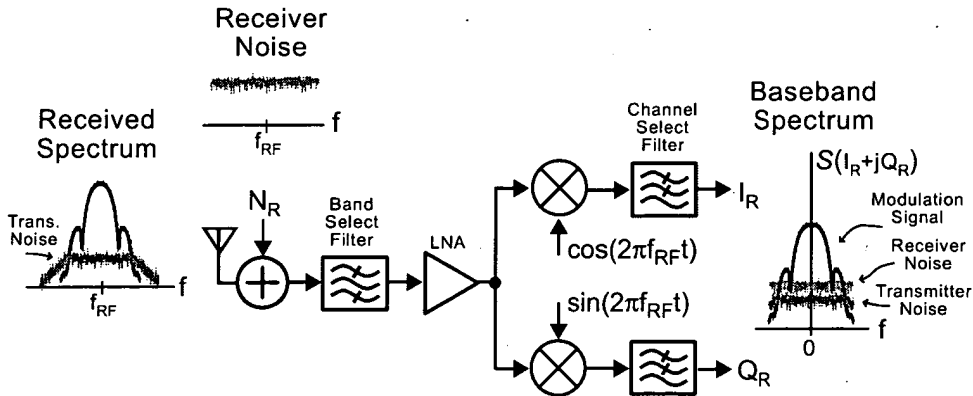 Receiver
Noise
f
f_RF
Received
Spectrum
Trans.
Noise
f_RF
f
N_R
Band
Select
Filter
LNA
cos(2πf_RFt)
sin(2πf_RFt)
Channel
Select
Filter
I_R
Q_R
Baseband
Spectrum
S(I_R+jQ_R)
Modulation
Signal
Receiver
Noise
Transmitter
Noise
f
0